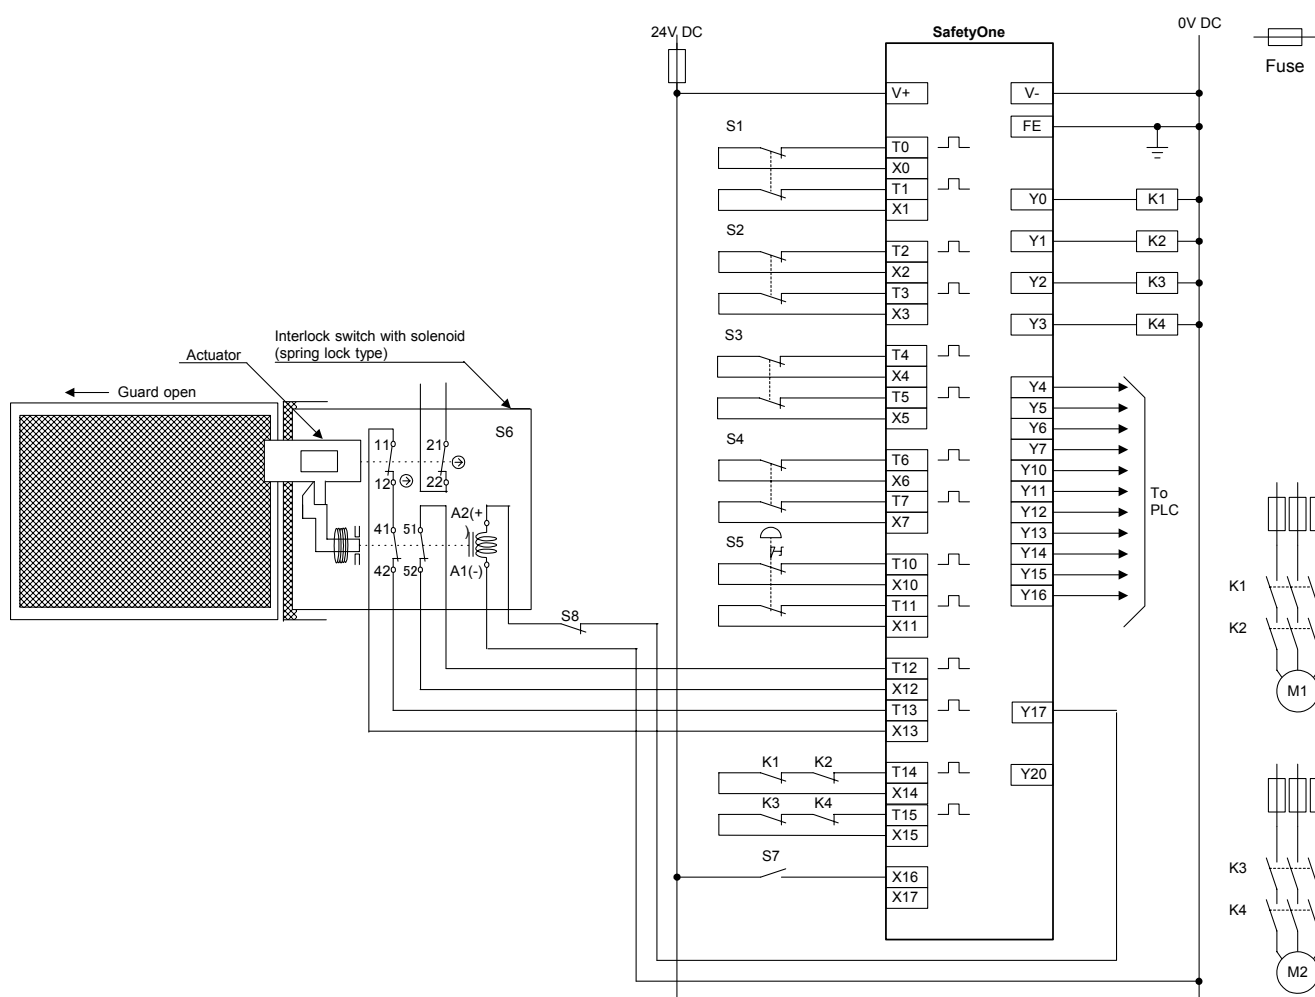 24V DC
SafetyOne
0V DC
Fuse
V+
V-
FE
S1
T0
X0
T1
X1
Y0
K1
S2
T2
X2
T3
X3
Y1
K2
Y2
K3
Y3
K4
Interlock switch with solenoid
(spring lock type)
Actuator
Guard open
S3
T4
X4
T5
X5
Y4
Y5
Y6
Y7
Y10
Y11
Y12
Y13
Y14
Y15
Y16
To
PLC
S6
11
21
12
22
A2(+
)
41
51
42
52
A1(-)
S4
T6
X6
T7
X7
S5
T10
X10
T11
X11
S8
T12
X12
T13
X13
Y17
K1
K2
T14
X14
Y20
K3
K4
T15
X15
S7
X16
X17
K1
K2
M1
K3
K4
M2